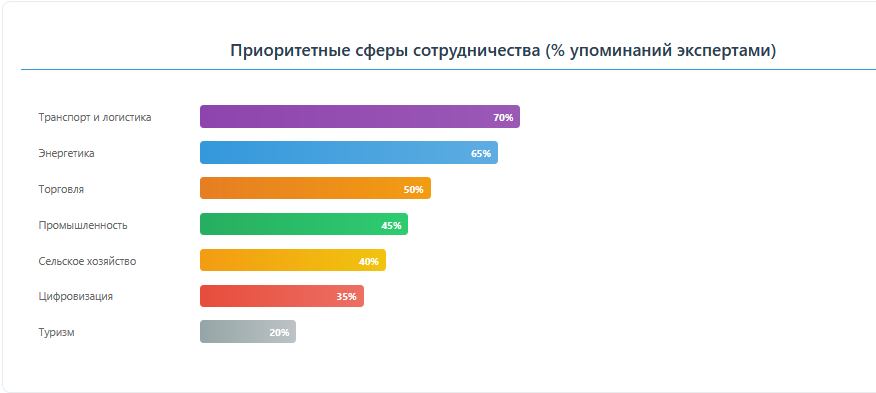 Приоритетные сферы сотрудничества (% упоминаний экспертами)
Транспорт и логистика 70%
Энергетика 65%
Торговля 50%
Промышленность 45%
Сельское хозяйство 40%
Цифровизация 35%
Туризм 20%